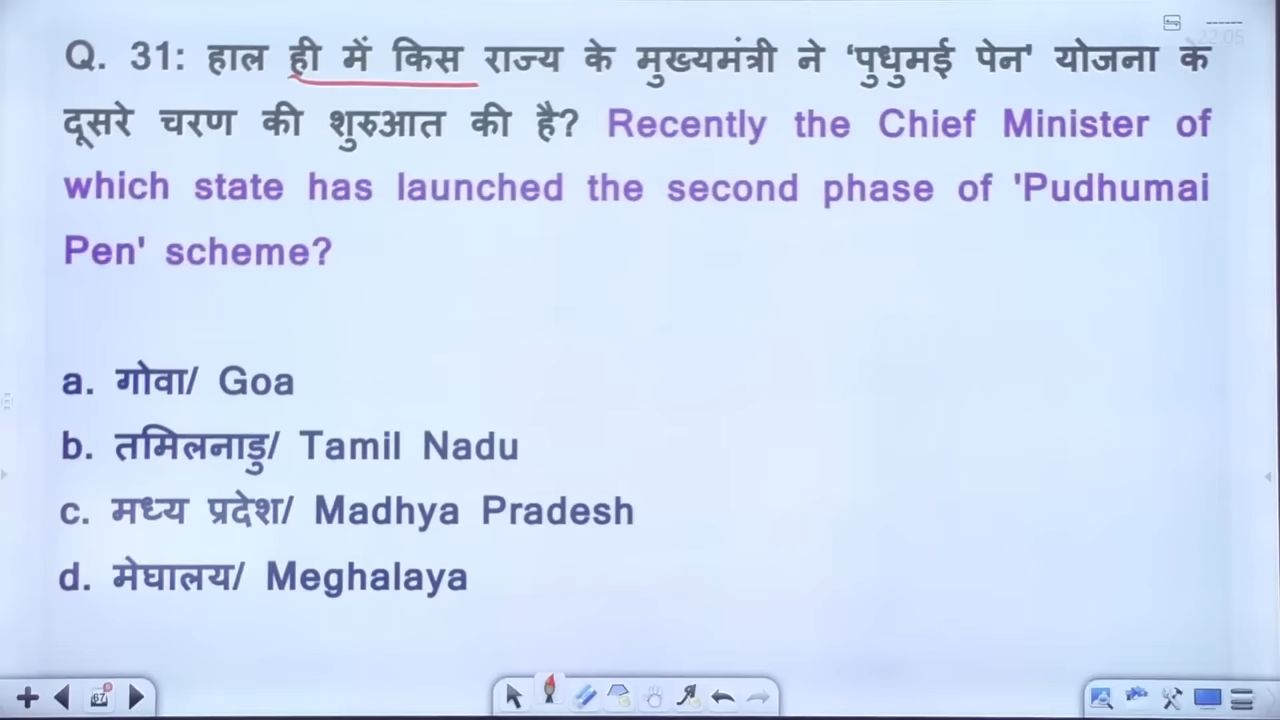 Q. 31: हाल ही में किस राज्य के मुख्यमंत्री ने ‘पुधुमई पेन' योजना के
दूसरे चरण की शुरुआत की है? Recently the Chief Minister of
which state has launched the second phase of 'Pudhumai
Pen' scheme?
a. गोवा/ Goa
b. तमिलनाडु/ Tamil Nadu
c. मध्य प्रदेश/ Madhya Pradesh
d. मेघालय/ Meghalaya
67